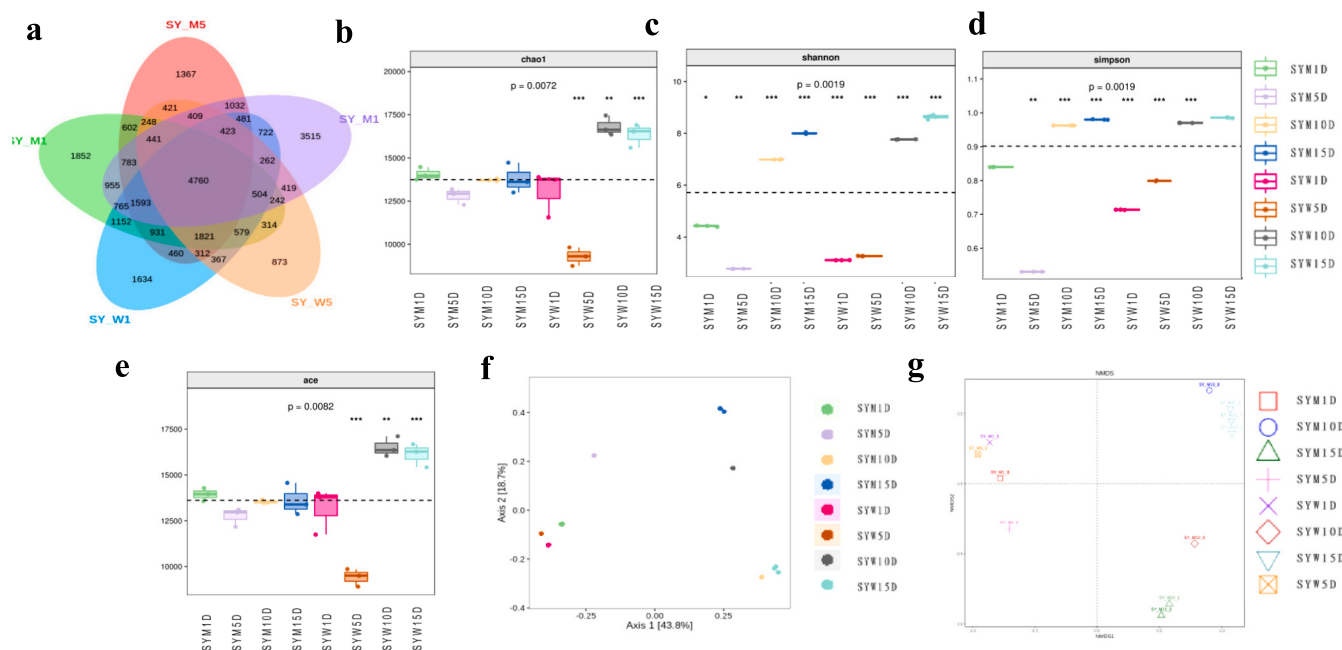 a
SY_M5
1367
421
1032
248
409
481
602
423
722
SY_M1
441
3515
SY_M1
1852
783
262
4760
955
504
419
765
1593
242
1152
314
931
579
1821
460
312
367
873
1634
SY_W5
SY_W1
b
chao1
p = 0.0072
*** ** ***
20000
17500
15000
12500
10000
SYM1D
SYM5D
SYM10D
SYM15D
SYW1D
SYW5D
SYW10D
SYW15D
c
shannon
p = 0.0019
* ** *** *** *** *** *** ***
10
8
6
4
SYM1D
SYM5D
SYM10D
SYM15D
SYW1D
SYW5D
SYW10D
SYW15D
d
simpson
p = 0.0019
** *** *** *** *** ***
1.1
1.0
0.9
0.8
0.7
0.6
SYM1D
SYM5D
SYM10D
SYM15D
SYW1D
SYW5D
SYW10D
SYW15D
SYM1D
SYM5D
SYM10D
SYM15D
SYW1D
SYW5D
SYW10D
SYW15D
e
ace
p = 0.0082
*** ** ***
17500
15000
12500
10000
SYM1D
SYM5D
SYM10D
SYM15D
SYW1D
SYW5D
SYW10D
SYW15D
f
0.4
0.2
0.0
-0.2
-0.4
Axis 2 [18.7%]
-0.25
0.00
0.25
Axis 1 [43.8%]
SYM1D
SYM5D
SYM10D
SYM15D
SYW1D
SYW5D
SYW10D
SYW15D
g
NMDS
NMDS2
NMDS1
SYM1D
SYM10D
SYM15D
SYM5D
SYW1D
SYW10D
SYW15D
SYW5D